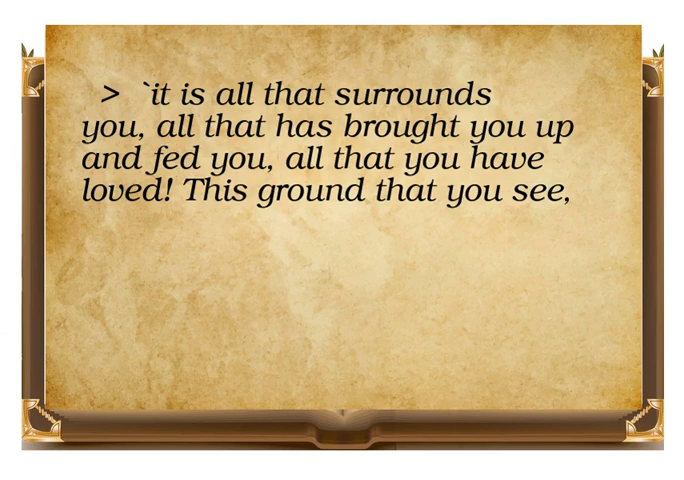 > `it is all that surrounds
you, all that has brought you up
and fed you, all that you have
loved! This ground that you see,